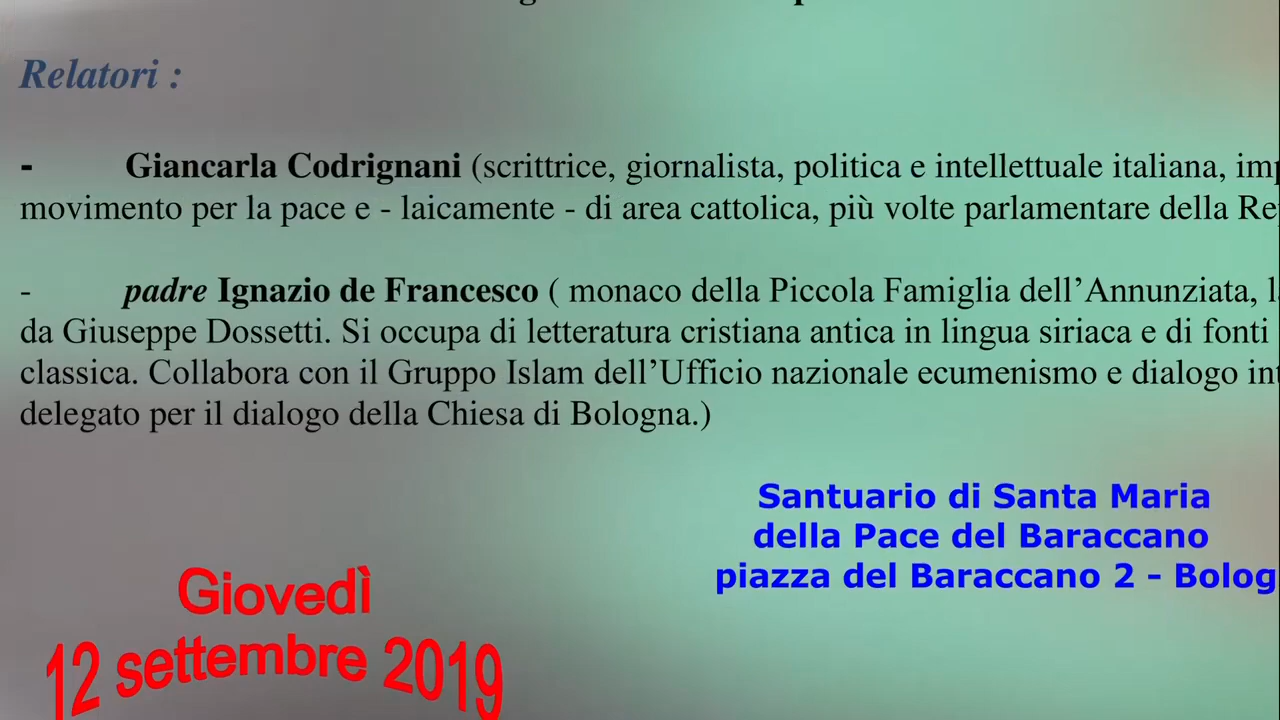 Relatori :
- Giancarla Codrignani (scrittrice, giornalista, politica e intellettuale italiana,
movimento per la pace e - laicamente - di area cattolica, più volte parlamentare della
- padre Ignazio de Francesco ( monaco della Piccola Famiglia dell’Annunziata,
da Giuseppe Dossetti. Si occupa di letteratura cristiana antica in lingua siriaca e di fonti
classica. Collabora con il Gruppo Islam dell’Ufficio nazionale ecumenismo e dialogo
delegato per il dialogo della Chiesa di Bologna.)
Santuario di Santa Maria
della Pace del Baraccano
piazza del Baraccano 2 - Bolog
Giovedì
12 settembre 2019